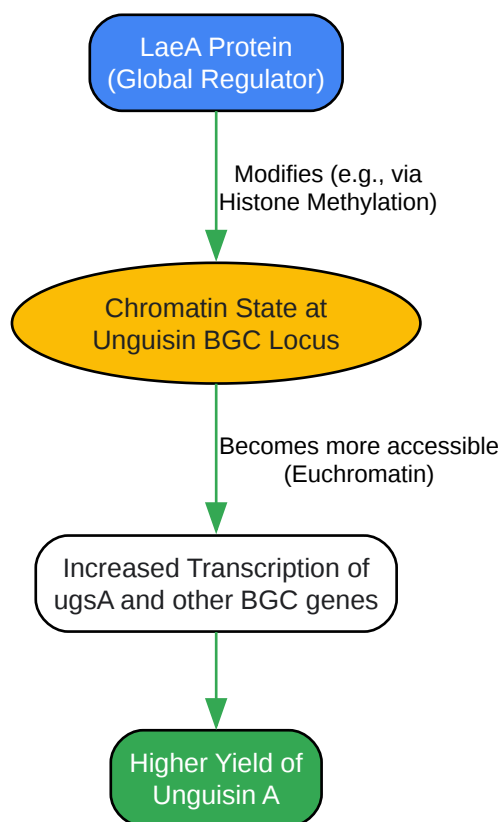 LaeA Protein
(Global Regulator)
Modifies (e.g., via
Histone Methylation)
Chromatin State at
Unguisin BGC Locus
Becomes more accessible
(Euchromatin)
Increased Transcription of
ugsA and other BGC genes
Higher Yield of
Unguisin A